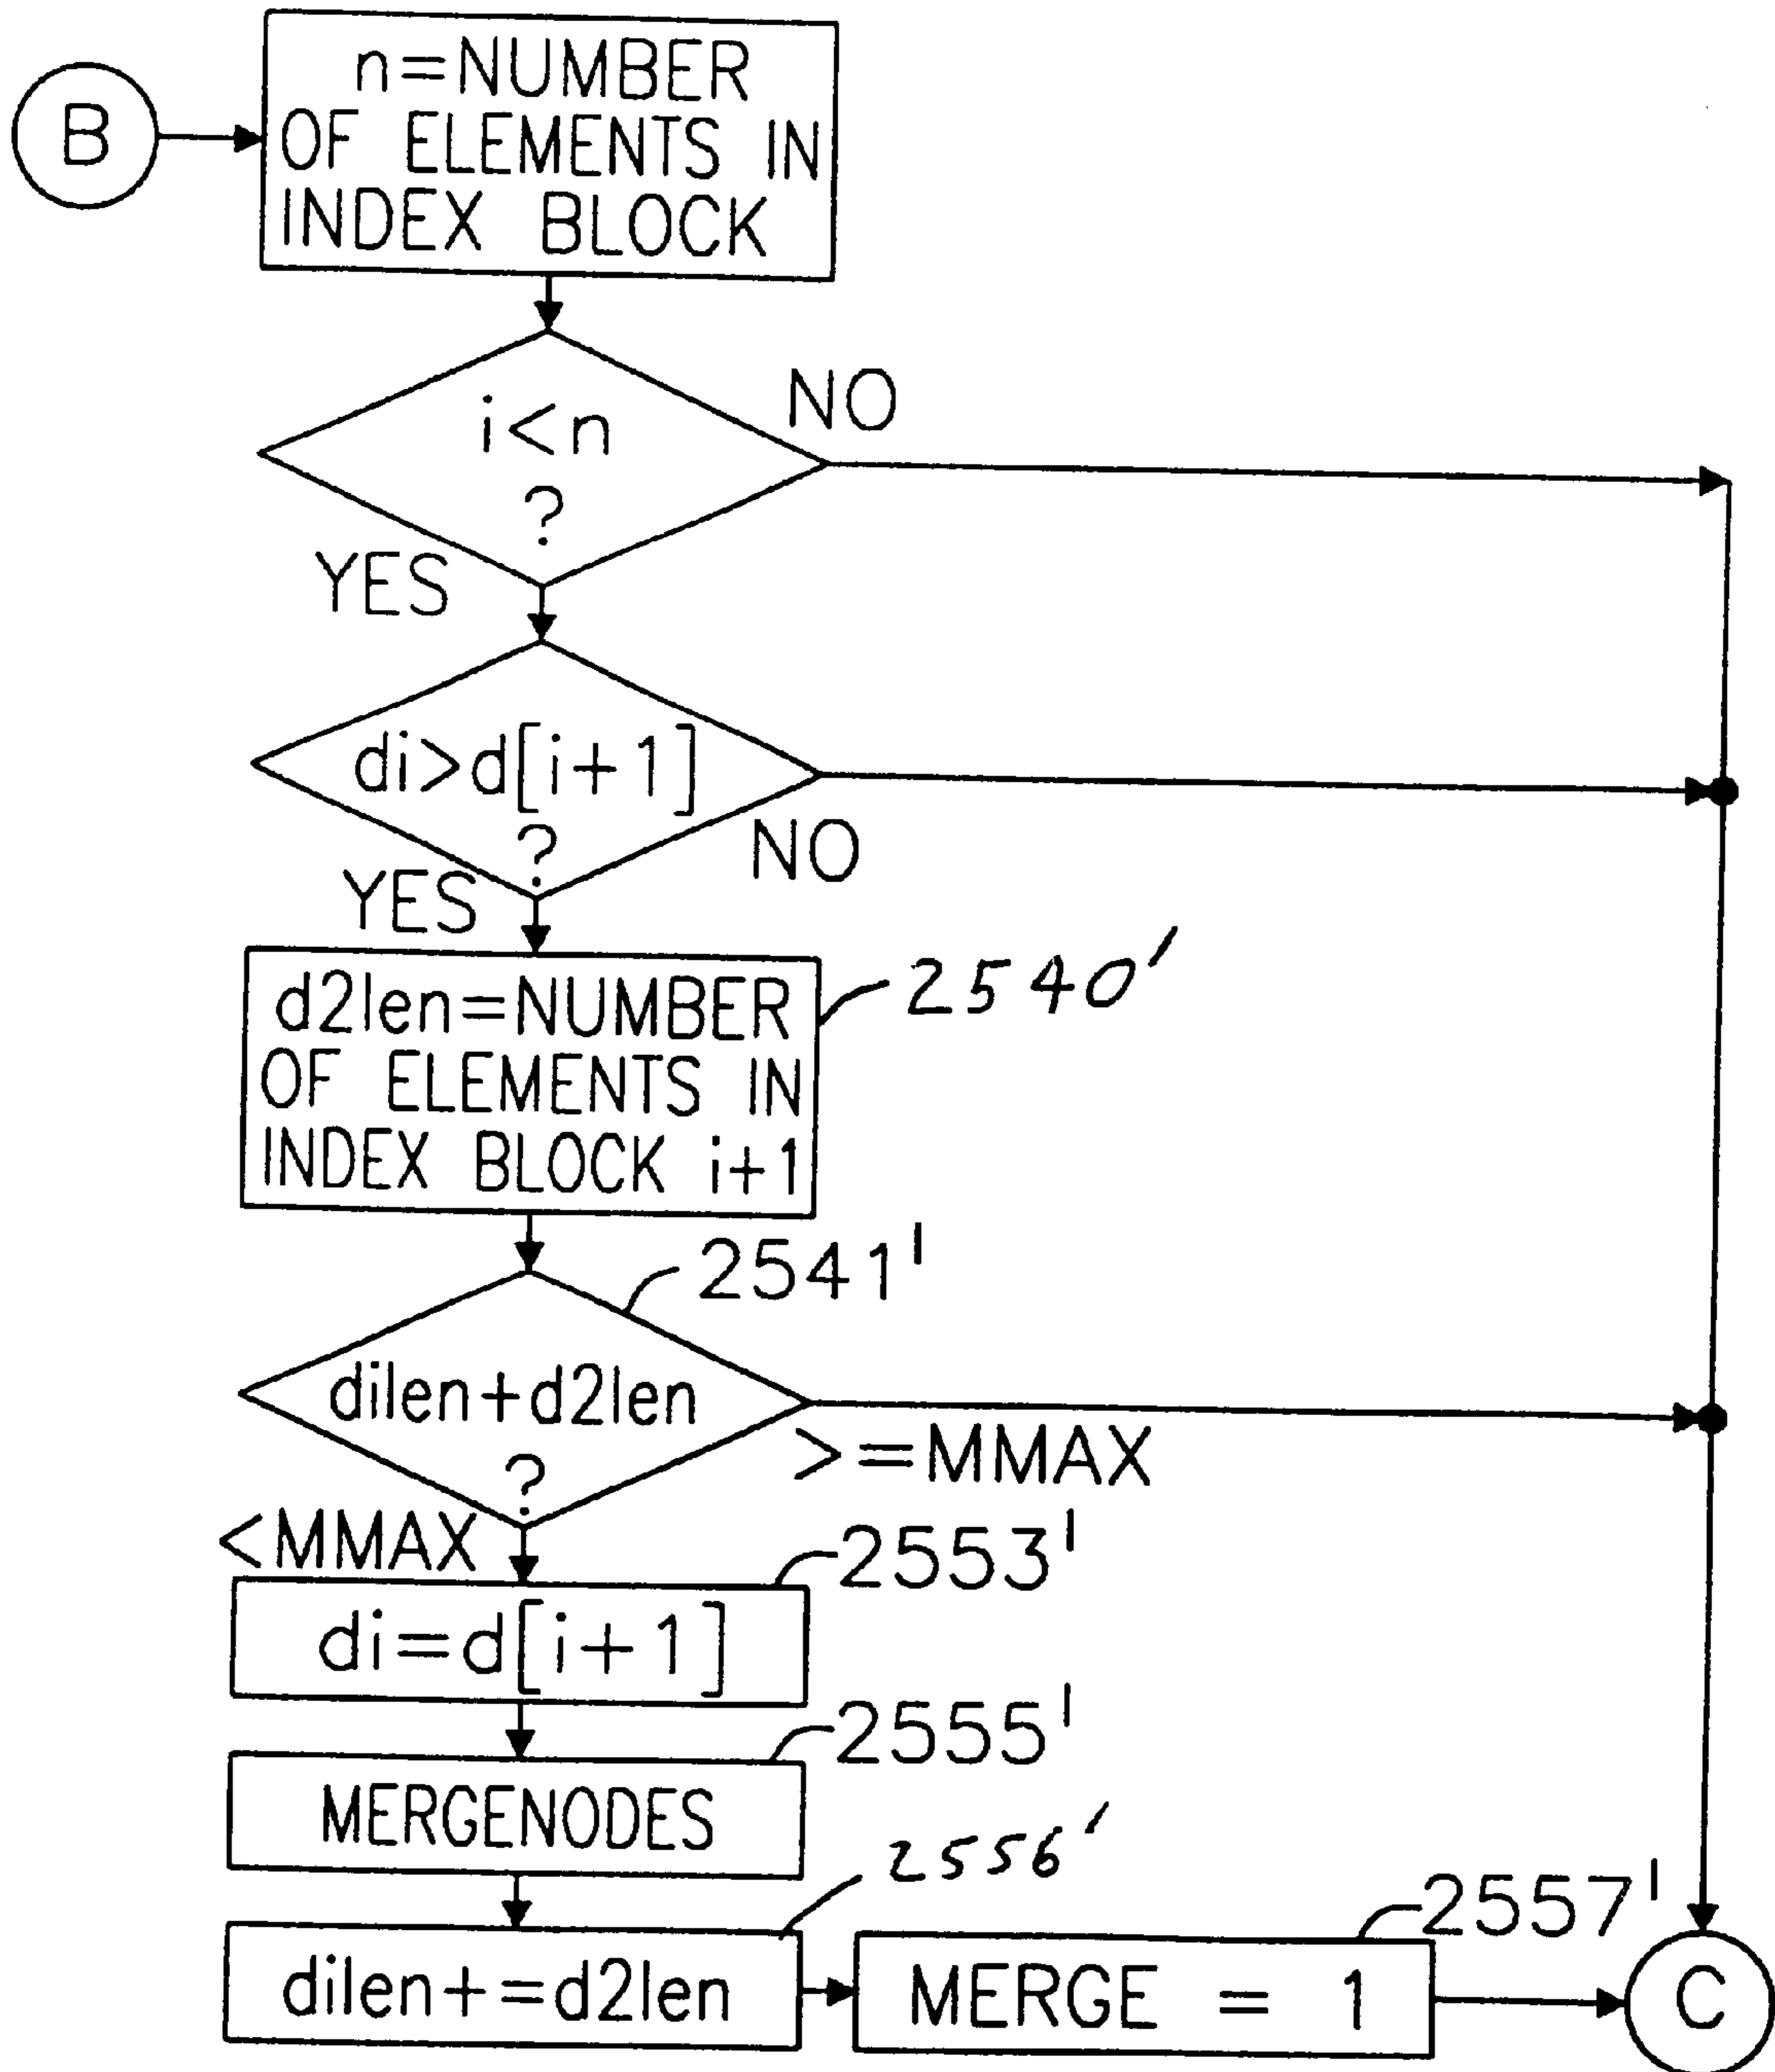 B
n=NUMBER
OF ELEMENTS IN
INDEX BLOCK
i<n
?
NO
YES
di>d[i+1]
?
NO
YES
d2len=NUMBER
OF ELEMENTS IN
INDEX BLOCK i+1
2540'
2541'
dilen+d2len
?
>=MMAX
<MMAX
2553'
di=d[i+1]
2555'
MERGENODES
2556'
dilen+=d2len
2557'
MERGE = 1
C